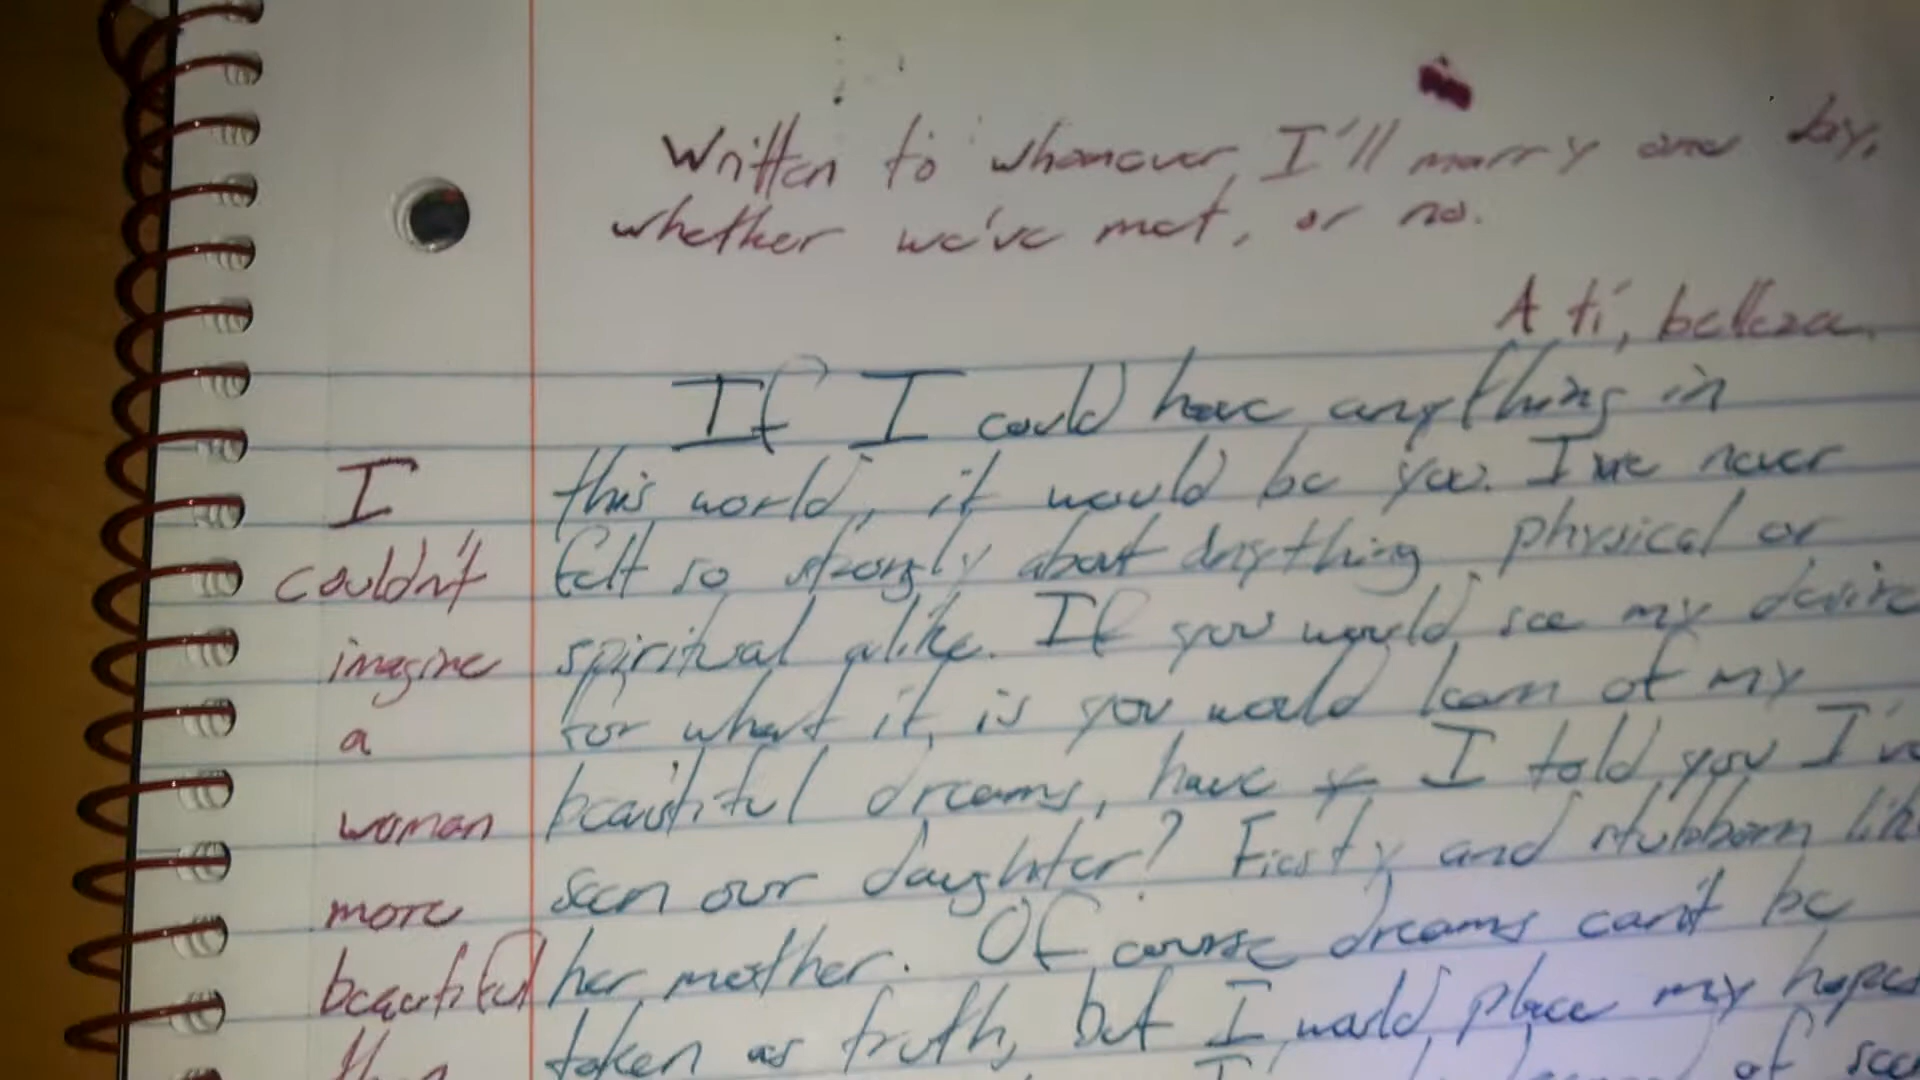 Written to whomever I'll marry one day,
whether we've met, or no.
A ti, belleza.
If I could have anything in
this world, it would be you. I've never
felt so strongly about anything physical or
spiritual alike. If you would see my desire
for what it is you would learn of my
beautiful dreams, have I told you I've
seen our daughter? Fiesty and stubborn
her mother. Of course dreams can't be
taken as truth, but I would place my hopes
of
I
couldn't
imagine
a
woman
more
beautiful